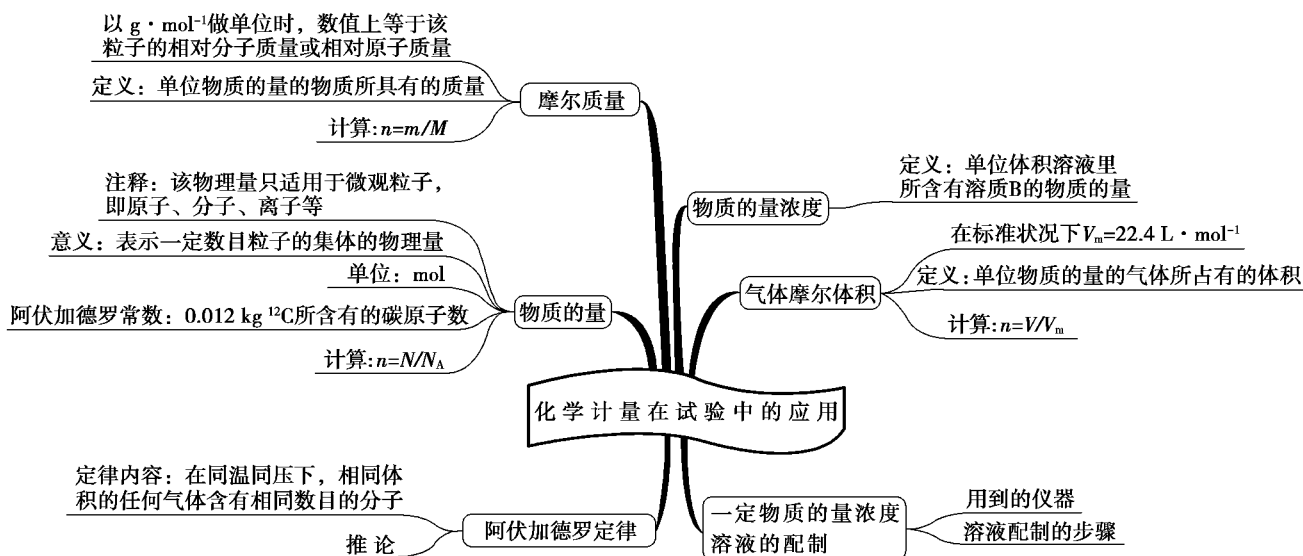 以 g·mol⁻¹做单位时，数值上等于该
粒子的相对分子质量或相对原子质量
定义：单位物质的量的物质所具有的质量
计算:n=m/M
摩尔质量
注释：该物理量只适用于微观粒子，
即原子、分子、离子等
意义：表示一定数目粒子的集体的物理量
单位：mol
阿伏加德罗常数：0.012 kg ¹²C所含有的碳原子数
计算:n=N/N_A
物质的量
物质的量浓度
定义：单位体积溶液里
所含有溶质B的物质的量
气体摩尔体积
在标准状况下Vₘ=22.4 L·mol⁻¹
定义:单位物质的量的气体所占有的体积
计算:n=V/Vₘ
化学计量在试验中的应用
定律内容：在同温同压下，相同体
积的任何气体含有相同数目的分子
推论
阿伏加德罗定律
一定物质的量浓度
溶液的配制
用到的仪器
溶液配制的步骤